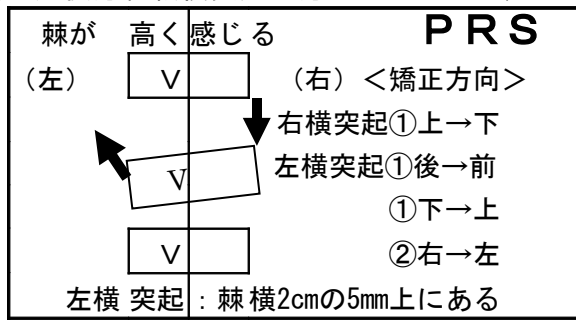 棘が 高く感じる PRS
(左) V (右) <矯正方向>
右横突起①上→下
V 左横突起①後→前
①下→上
V ②右→左
左横突起:棘横2cmの5mm上にある